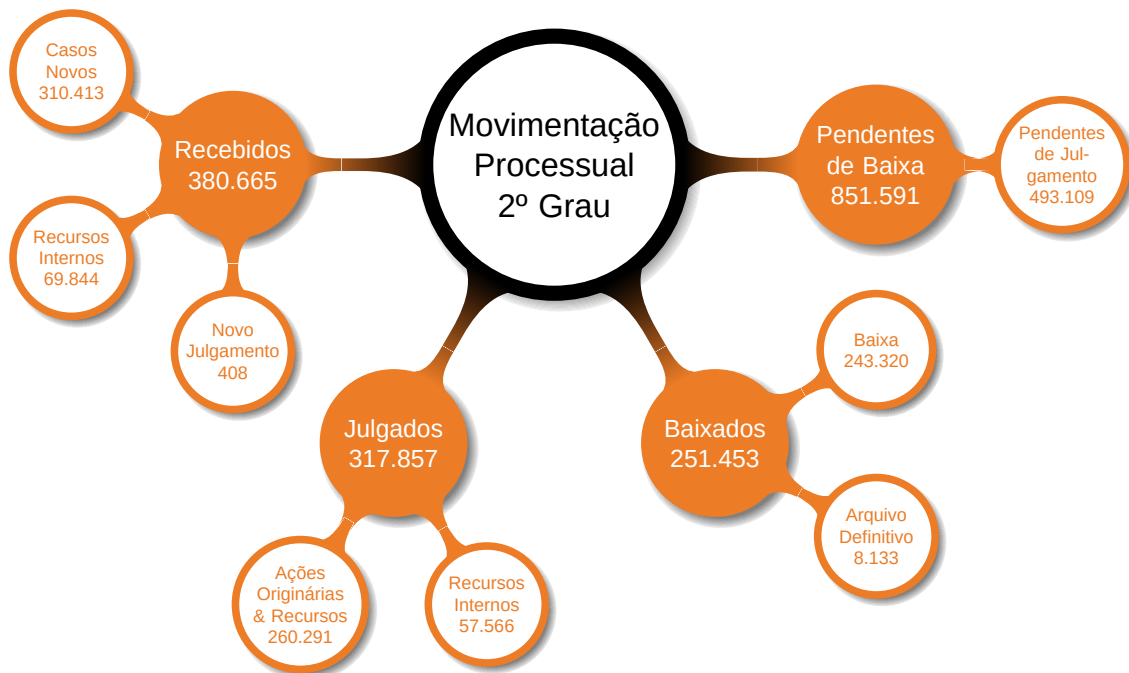 Movimentação
Processual
2º Grau
Recebidos
380.665
Casos
Novos
310.413
Recursos
Internos
69.844
Novo
Julgamento
408
Julgados
317.857
Ações
Originárias
& Recursos
260.291
Recursos
Internos
57.566
Baixados
251.453
Baixa
243.320
Arquivo
Definitivo
8.133
Pendentes
de Baixa
851.591
Pendentes
de Jul-
gamento
493.109